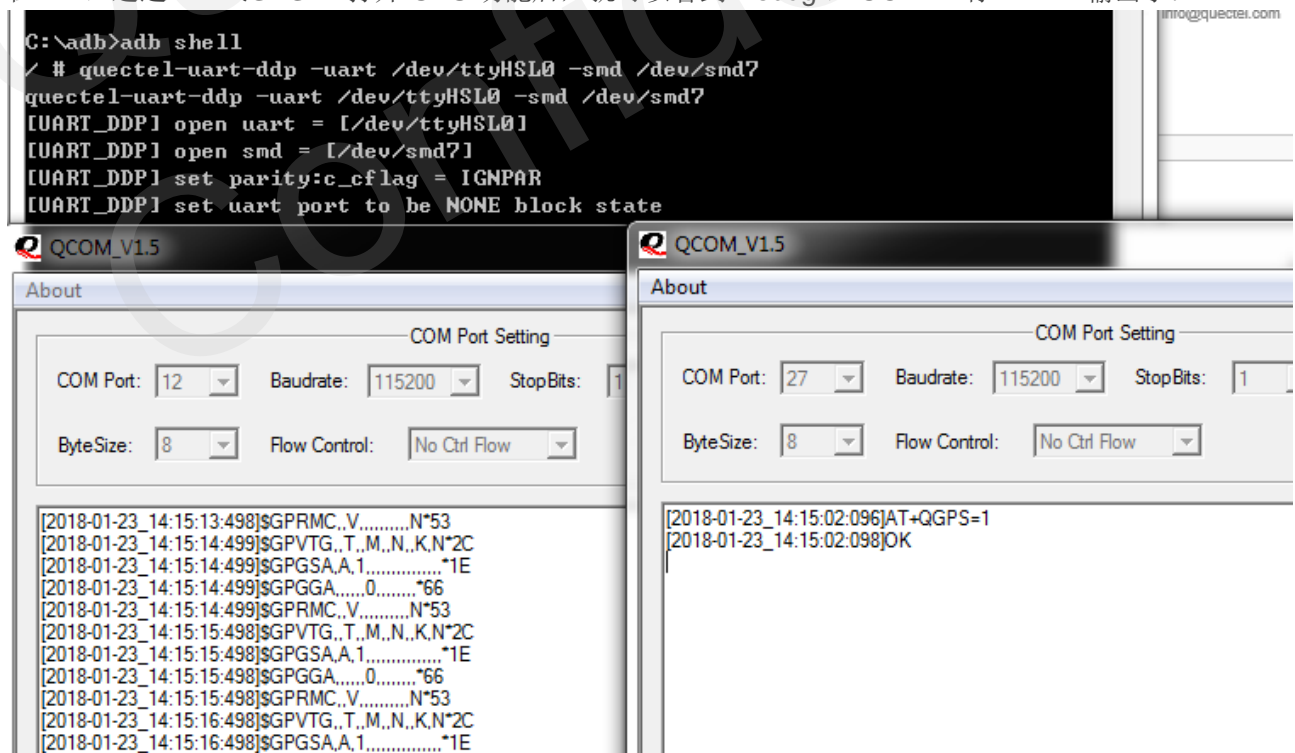 info@quectel.com
C:\adb>adb shell
/ # quectel-uart-ddp -uart /dev/ttyHSL0 -smd /dev/smd7
quectel-uart-ddp -uart /dev/ttyHSL0 -smd /dev/smd7
[UART_DDP] open uart = [/dev/ttyHSL0]
[UART_DDP] open smd = [/dev/smd7]
[UART_DDP] set parity:c_cflag = IGNPAR
[UART_DDP] set uart port to be NONE block state
QCOM_V1.5
About
COM Port Setting
COM Port: 12 Baudrate: 115200 StopBits: 1
ByteSize: 8 Flow Control: No Ctrl Flow
[2018-01-23_14:15:13:498]$GPRMC,,V,,,,,,,,,,N*53
[2018-01-23_14:15:14:499]$GPVTG,,T,,M,,N,,K,N*2C
[2018-01-23_14:15:14:499]$GPGSA,A,1,,,,,,,,,,,,,,,*1E
[2018-01-23_14:15:14:499]$GPGGA,,,,,,0,,,,,,,,*66
[2018-01-23_14:15:14:499]$GPRMC,,V,,,,,,,,,,N*53
[2018-01-23_14:15:15:498]$GPVTG,,T,,M,,N,,K,N*2C
[2018-01-23_14:15:15:498]$GPGSA,A,1,,,,,,,,,,,,,,,*1E
[2018-01-23_14:15:15:498]$GPGGA,,,,,,0,,,,,,,,*66
[2018-01-23_14:15:15:498]$GPRMC,,V,,,,,,,,,,N*53
[2018-01-23_14:15:16:498]$GPVTG,,T,,M,,N,,K,N*2C
[2018-01-23_14:15:16:498]$GPGSA,A,1,,,,,,,,,,,,,,,*1E
QCOM_V1.5
About
COM Port Setting
COM Port: 27 Baudrate: 115200 StopBits: 1
ByteSize: 8 Flow Control: No Ctrl Flow
[2018-01-23_14:15:02:096]AT+QGPS=1
[2018-01-23_14:15:02:098]OK